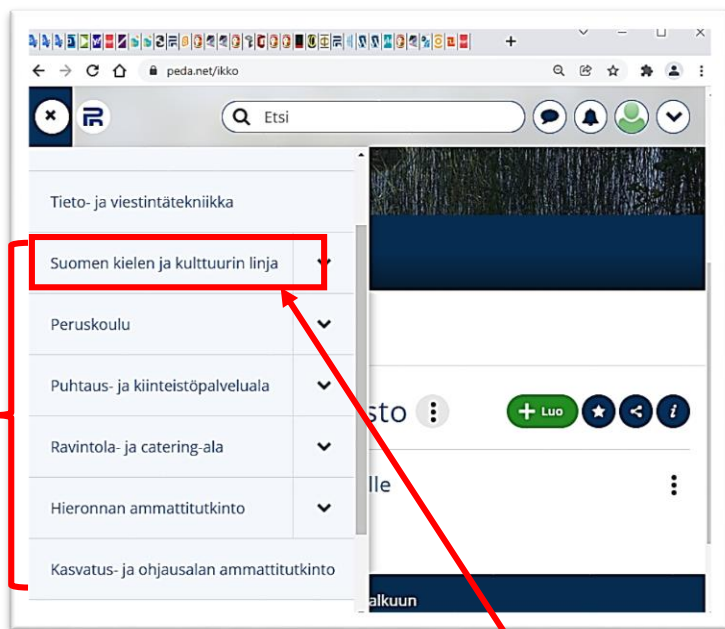 peda.net/ikko
Etsi
Tieto- ja viestintätekniikka
Suomen kielen ja kulttuurin linja
Peruskoulu
Puhtaus- ja kiinteistöpalveluala
Ravintola- ja catering-ala
Hieronnan ammattitutkinto
Kasvatus- ja ohjausalan ammattitutkinto
sto
+ Luo
lle
alkuun